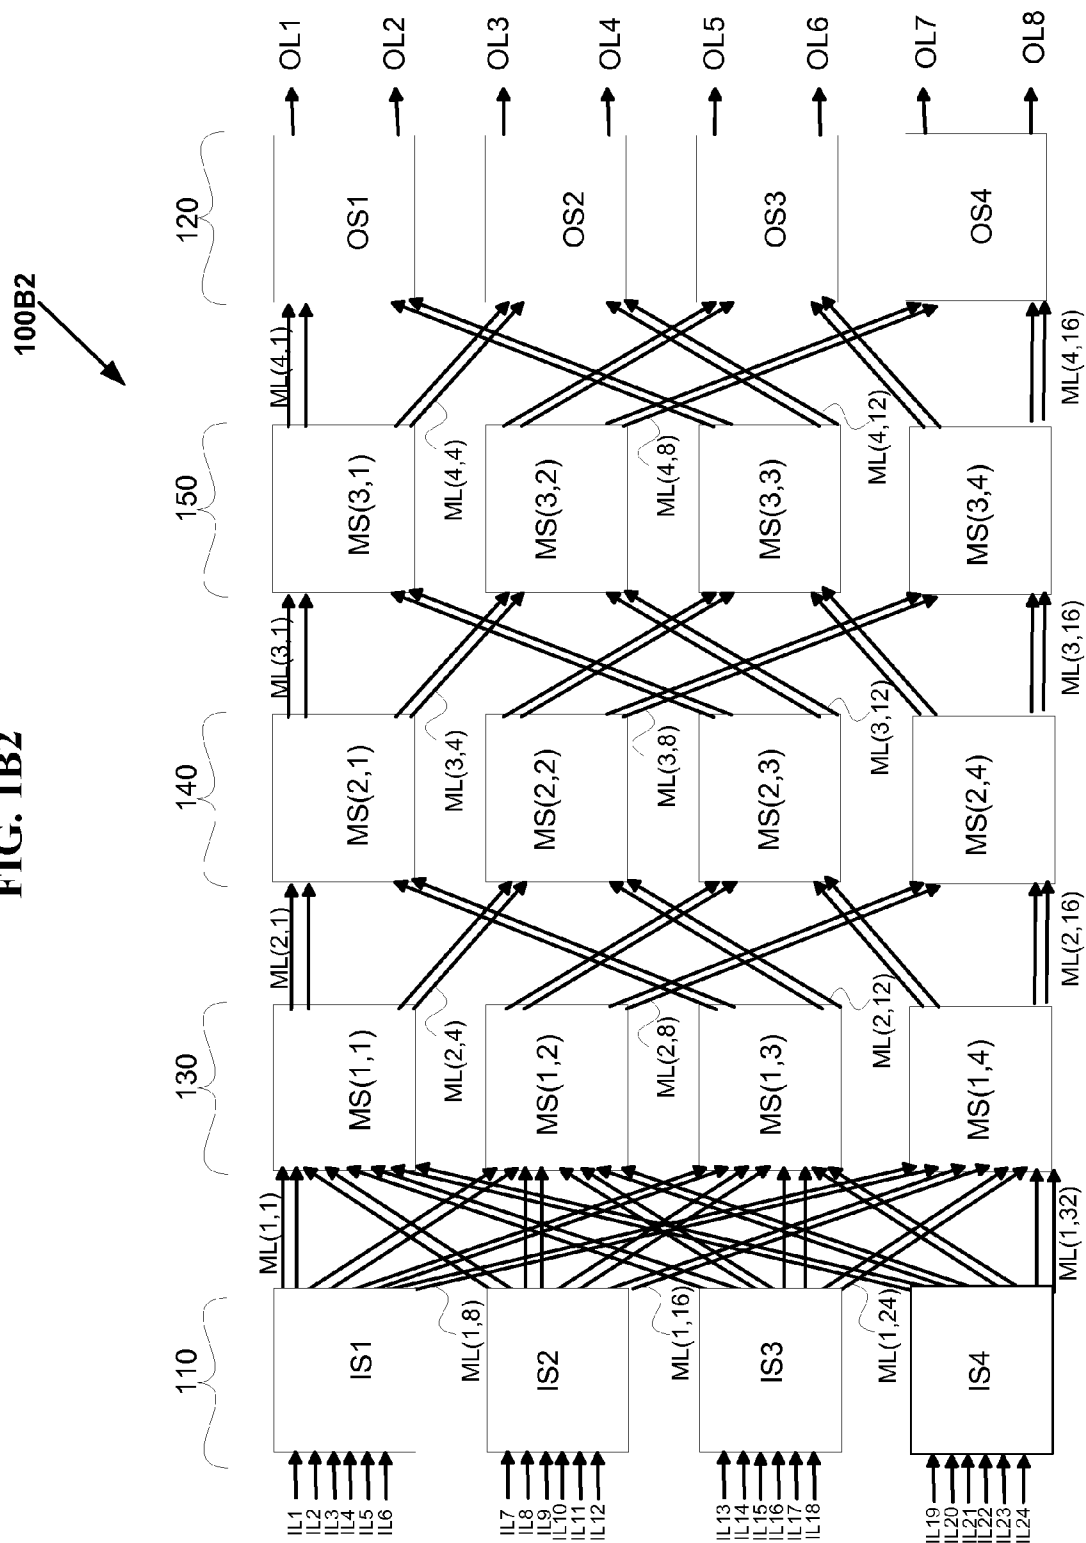 FIG. 1B2
100B2
110
130
140
150
120
IL1
IL2
IL3
IL4
IL5
IL6
IS1
ML(1,1)
ML(1,8)
MS(1,1)
ML(2,1)
ML(2,4)
MS(2,1)
ML(3,1)
ML(3,4)
MS(3,1)
ML(4,1)
ML(4,4)
OS1
OL1
OL2
IL7
IL8
IL9
IL10
IL11
IL12
IS2
ML(1,16)
MS(1,2)
ML(2,8)
MS(2,2)
ML(3,8)
MS(3,2)
ML(4,8)
OS2
OL3
OL4
IL13
IL14
IL15
IL16
IL17
IL18
IS3
ML(1,24)
MS(1,3)
ML(2,12)
MS(2,3)
ML(3,12)
MS(3,3)
ML(4,12)
OS3
OL5
OL6
IL19
IL20
IL21
IL22
IL23
IL24
IS4
ML(1,32)
MS(1,4)
ML(2,16)
MS(2,4)
ML(3,16)
MS(3,4)
ML(4,16)
OS4
OL7
OL8